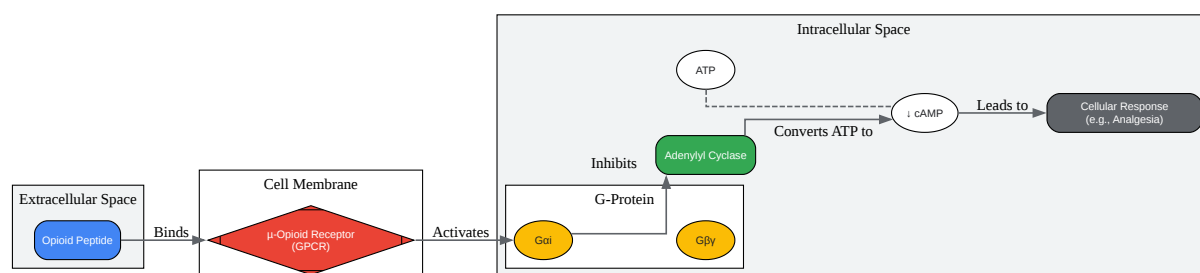 Intracellular Space
ATP
↓ cAMP
Leads to
Cellular Response
(e.g., Analgesia)
Converts ATP to
Adenylyl Cyclase
Inhibits
Cell Membrane
Extracellular Space
G-Protein
Opioid Peptide
Binds
μ-Opioid Receptor
(GPCR)
Activates
Gαi
Gβγ